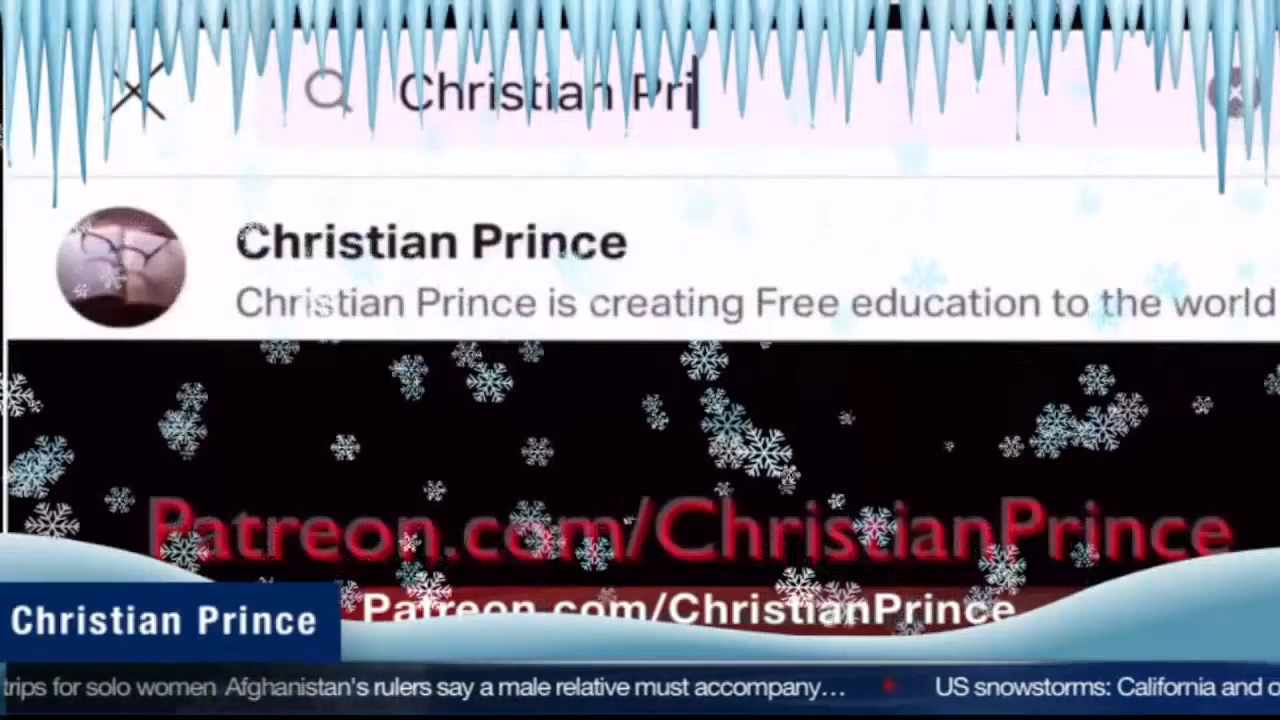 Christian Pri
Christian Prince
Christian Prince is creating Free education to the world
Patreon.com/ChristianPrince
Patreon.com/ChristianPrince
Christian Prince
trips for solo women Afghanistan's rulers say a male relative must accompany… US snowstorms: California and o